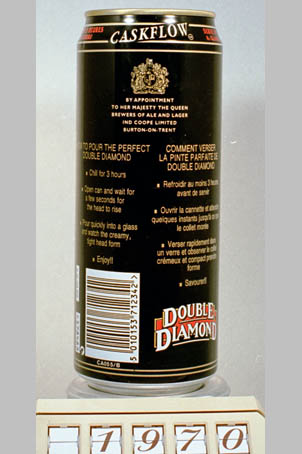 CASKFLOW
BY APPOINTMENT
TO HER MAJESTY THE QUEEN
BREWERS OF ALE AND LAGER
IND COOPE LIMITED
BURTON-ON-TRENT
TO POUR THE PERFECT
DOUBLE DIAMOND
• Chill for 3 hours
Open can and wait for
a few seconds for
the head to rise
Pour quickly into a glass
and watch the creamy,
tight head form
• Enjoy!!
COMMENT VERSER
LA PINTE PARFAITE DE
DOUBLE DIAMOND
• Refroidir au moins 3 heures
avant de servir
• Ouvrir la cannette et attendre
quelques instants jusqu'à
le collet monte
• Verser rapidement dans
un verre et observer le collet
crémeux et compact prendre
forme
• Savourer!!
5 010153 712342 >
CA093/B
DOUBLE
DIAMOND
1970